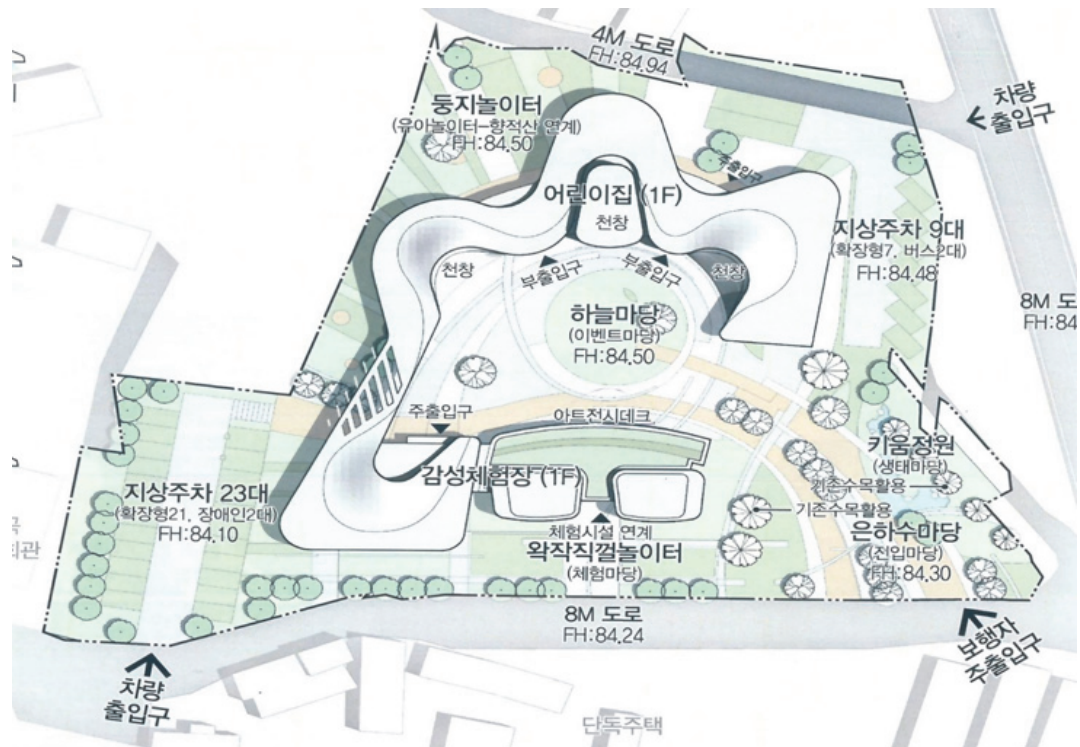 4M 도로
FH:84.94
차량
출입구
둥지놀이터
(유아놀이터-향적산 연계)
FH:84.50
주출입구
어린이집 (1F)
천창
지상주차 9대
(확장형7, 버스2대)
FH:84.48
천창
부출입구
부출입구
천창
8M 도
FH:84
하늘마당
(이벤트마당)
FH:84.50
주출입구
아트전시데크
키움정원
(생태마당)
기존수목활용
감성체험장 (1F)
지상주차 23대
(확장형21, 장애인2대)
FH:84.10
기존수목활용
체험시설 연계
왁작직껄놀이터
(체험마당)
은하수마당
(진입마당)
FH:84.30
회관
8M 도로
FH:84.24
보행자
주출입구
차량
출입구
단독주택